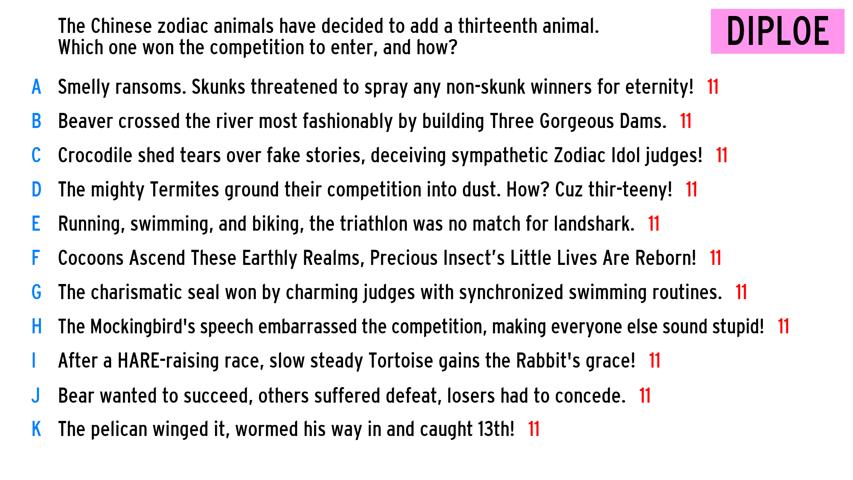 The Chinese zodiac animals have decided to add a thirteenth animal.
Which one won the competition to enter, and how?
DIPLOE
A Smelly ransoms. Skunks threatened to spray any non-skunk winners for eternity! 11
B Beaver crossed the river most fashionably by building Three Gorgeous Dams. 11
C Crocodile shed tears over fake stories, deceiving sympathetic Zodiac Idol judges! 11
D The mighty Termites ground their competition into dust. How? Cuz thir-teeny! 11
E Running, swimming, and biking, the triathlon was no match for landshark. 11
F Cocoons Ascend These Earthly Realms, Precious Insect's Little Lives Are Reborn! 11
G The charismatic seal won by charming judges with synchronized swimming routines. 11
H The Mockingbird's speech embarrassed the competition, making everyone else sound stupid! 11
I After a HARE-raising race, slow steady Tortoise gains the Rabbit's grace! 11
J Bear wanted to succeed, others suffered defeat, losers had to concede. 11
K The pelican winged it, wormed his way in and caught 13th! 11